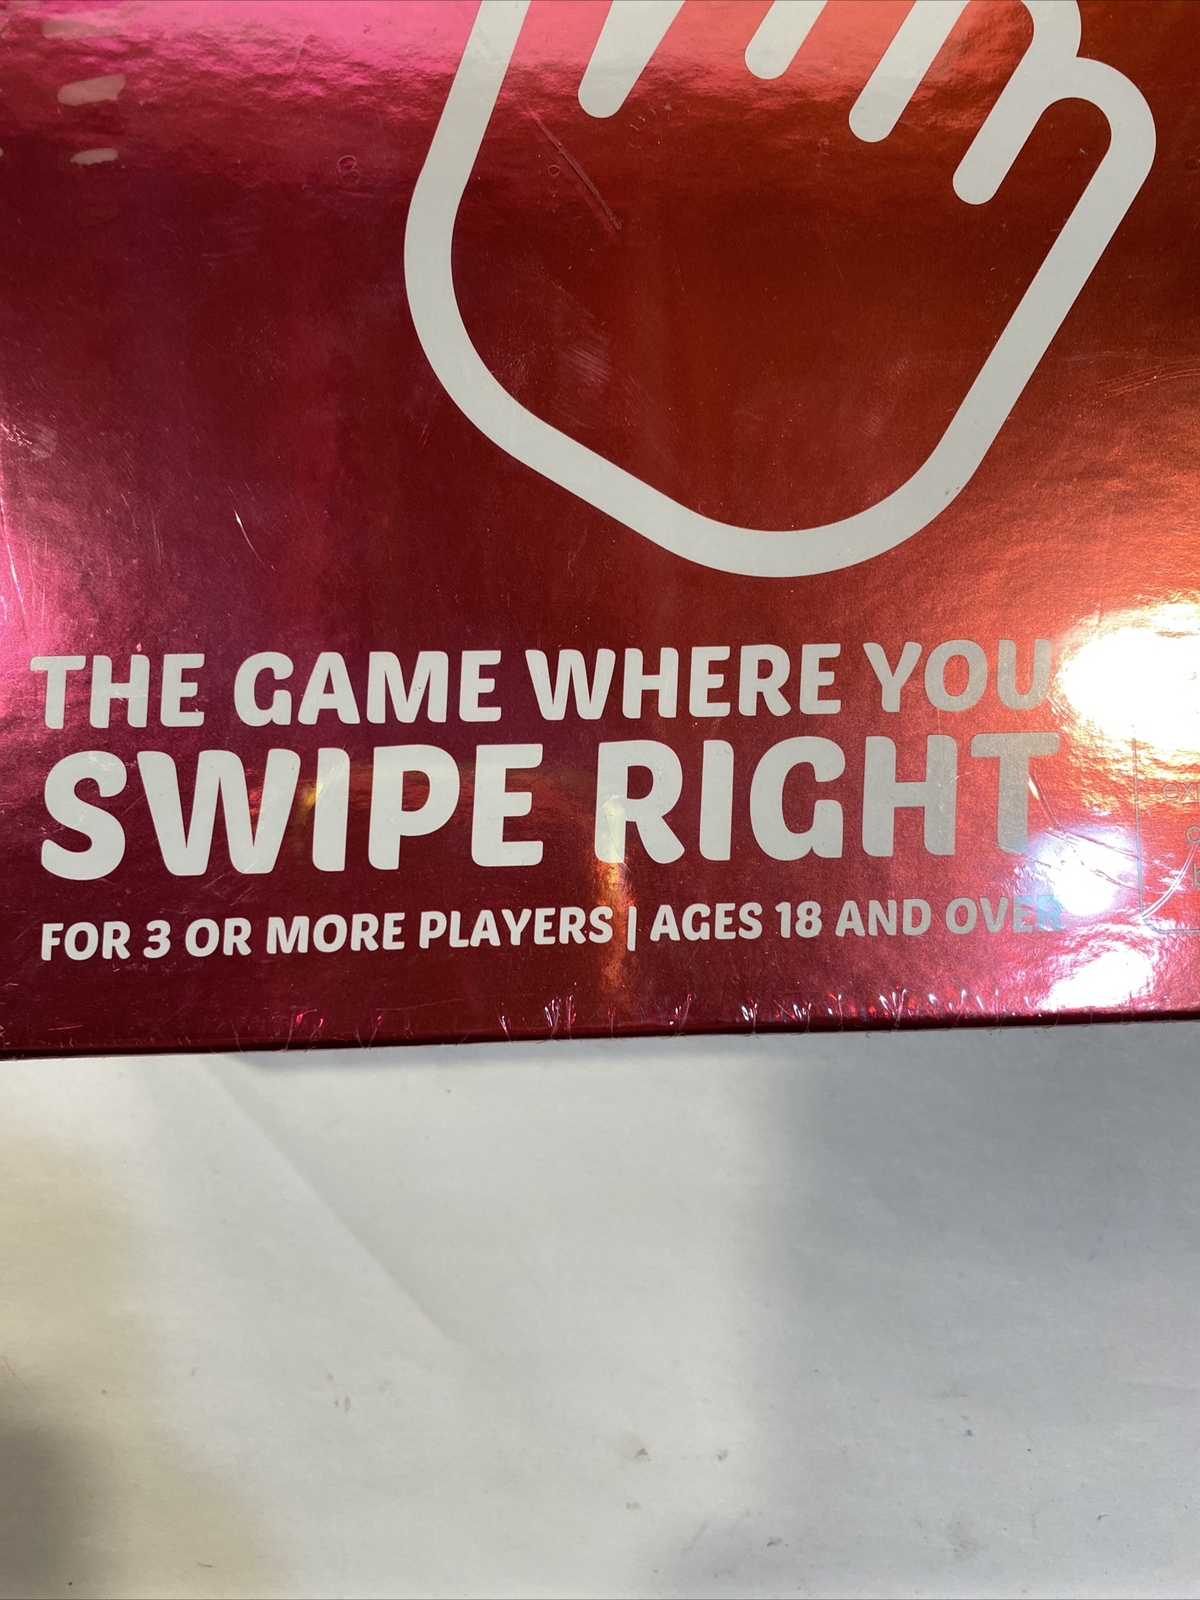 THE GAME WHERE YOU
SWIPE RIGHT
FOR 3 OR MORE PLAYERS | AGES 18 AND OVER